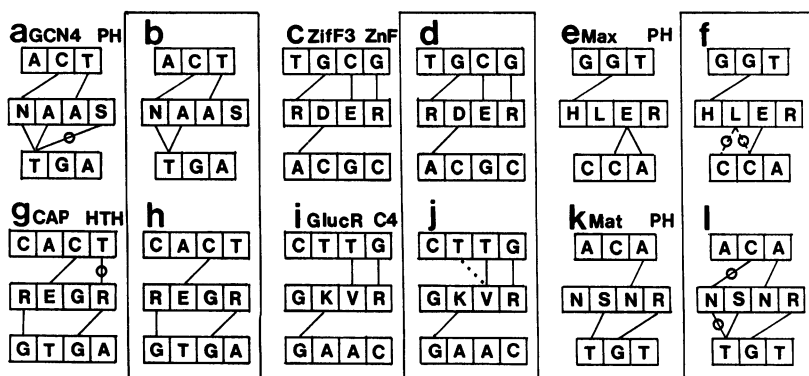 a GCN4 PH
A C T
N A A S
T G A
b
A C T
N A A S
T G A
c ZifF3 ZnF
T G C G
R D E R
A C G C
d
T G C G
R D E R
A C G C
e Max PH
G G T
H L E R
C C A
f
G G T
H L E R
C C A
g CAP HTH
C A C T
R E G R
G T G A
h
C A C T
R E G R
G T G A
i GlucR C4
C T T G
G K V R
G A A C
j
C T T G
G K V R
G A A C
k Mat PH
A C A
N S N R
T G T
l
A C A
N S N R
T G T